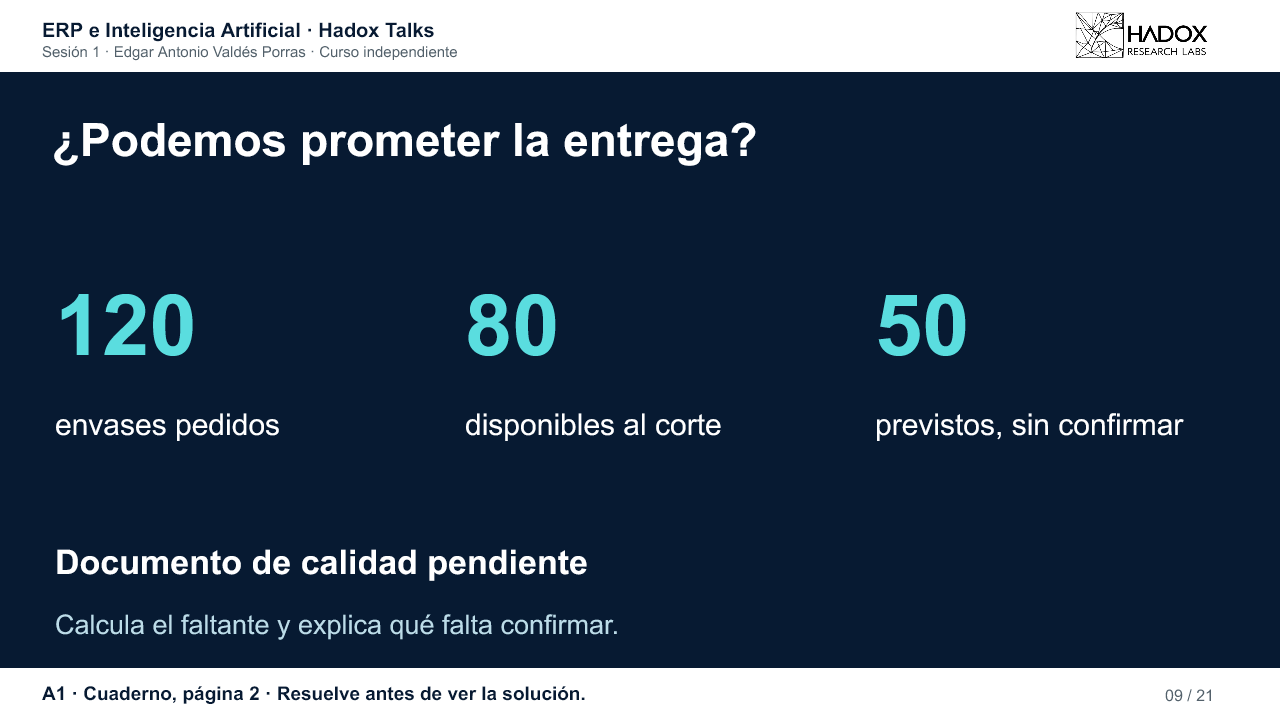 ERP e Inteligencia Artificial · Hadox Talks
Sesión 1 · Edgar Antonio Valdés Porras · Curso independiente
HADOX
RESEARCH LABS
¿Podemos prometer la entrega?
120
envases pedidos
80
disponibles al corte
50
previstos, sin confirmar
Documento de calidad pendiente
Calcula el faltante y explica qué falta confirmar.
A1 · Cuaderno, página 2 · Resuelve antes de ver la solución.
09 / 21